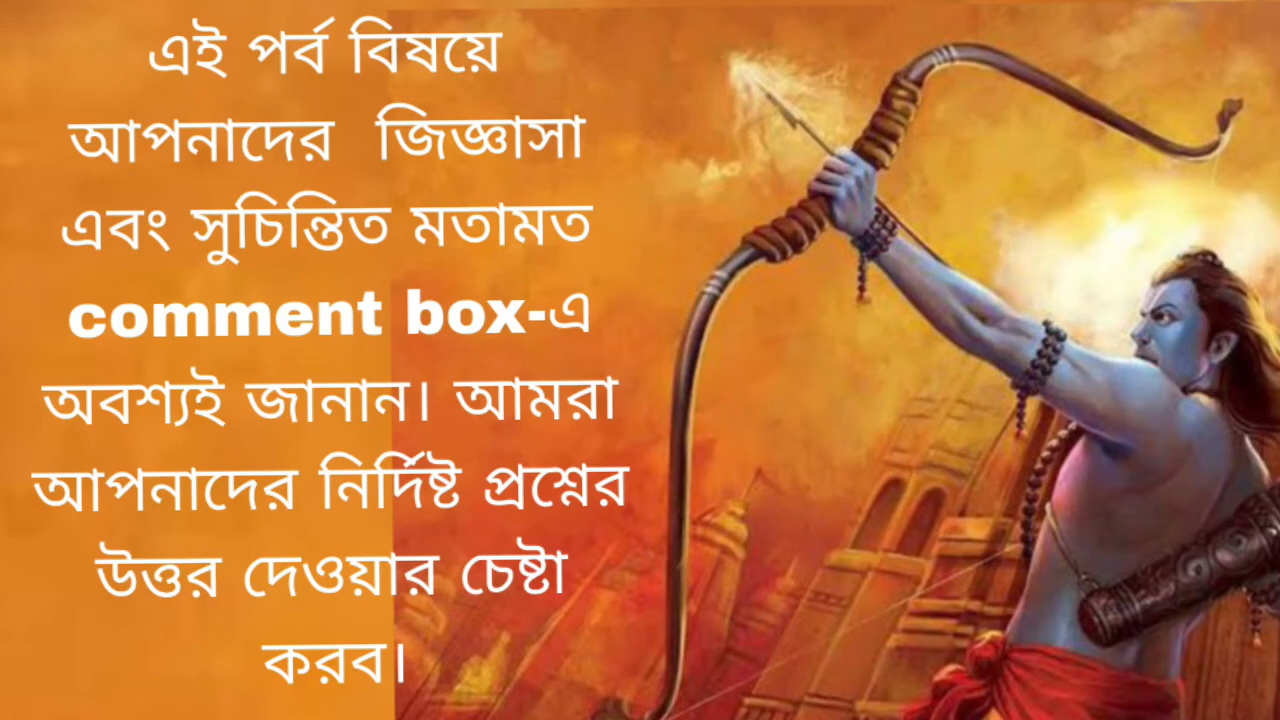 এই পর্ব বিষয়ে
আপনাদের জিজ্ঞাসা
এবং সুচিন্তিত মতামত
comment box-এ
অবশ্যই জানান। আমরা
আপনাদের নির্দিষ্ট প্রশ্নের
উত্তর দেওয়ার চেষ্টা
করব।